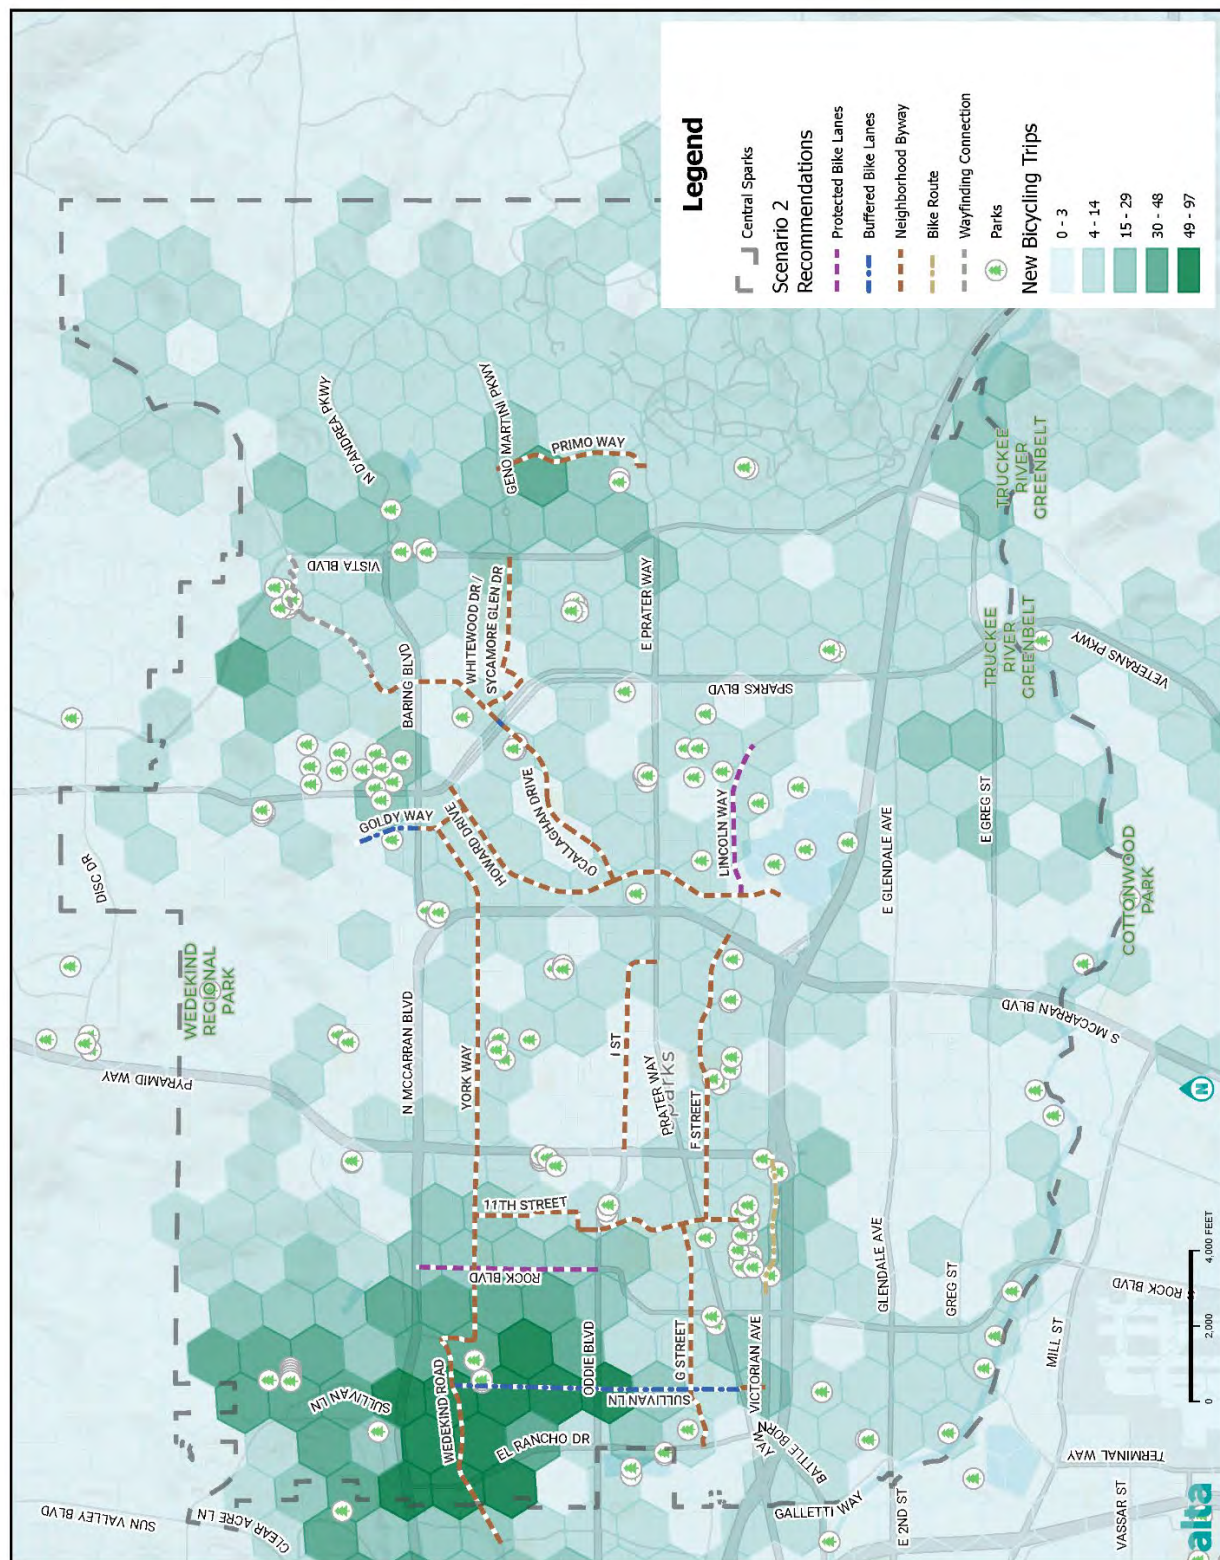 Legend
Central Sparks
Scenario 2
Recommendations
Protected Bike Lanes
Buffered Bike Lanes
Neighborhood Byway
Bike Route
Wayfinding Connection
Parks
New Bicycling Trips
0 - 3
4 - 14
15 - 29
30 - 48
49 - 97
SUN VALLEY BLVD
CLEAR ACRE LN
SULLIVAN LN
PYRAMID WAY
WEDEKIND
REGIONAL
PARK
DISC DR
N MCCARRAN BLVD
YORK WAY
GOLDY WAY
HOWARD DRIVE
O'CALLAGHAN DRIVE
BARING BLVD
WHITEWOOD DR /
SYCAMORE GLEN DR
VISTA BLVD
N D'ANDREA PKWY
GENO MARTINI PKWY
PRIMO WAY
E PRATER WAY
SPARKS BLVD
WEDEKIND ROAD
EL RANCHO DR
ROCK BLVD
11TH STREET
ODDIE BLVD
SULLIVAN LN
G STREET
I ST
PRATER WAY
F STREET
LINCOLN WAY
VICTORIAN AVE
BATTLE BORN
WAY
GALLETTI WAY
E 2ND ST
GLENDALE AVE
E GLENDALE AVE
GREG ST
E GREG ST
S MCCARRAN BLVD
VETERANS PKWY
TRUCKEE
RIVER
GREENBELT
TRUCKEE
RIVER
GREENBELT
COTTONWOOD
PARK
MILL ST
ROCK BLVD
TERMINAL WAY
VASSAR ST
N
0
2,000
4,000 FEET
alta